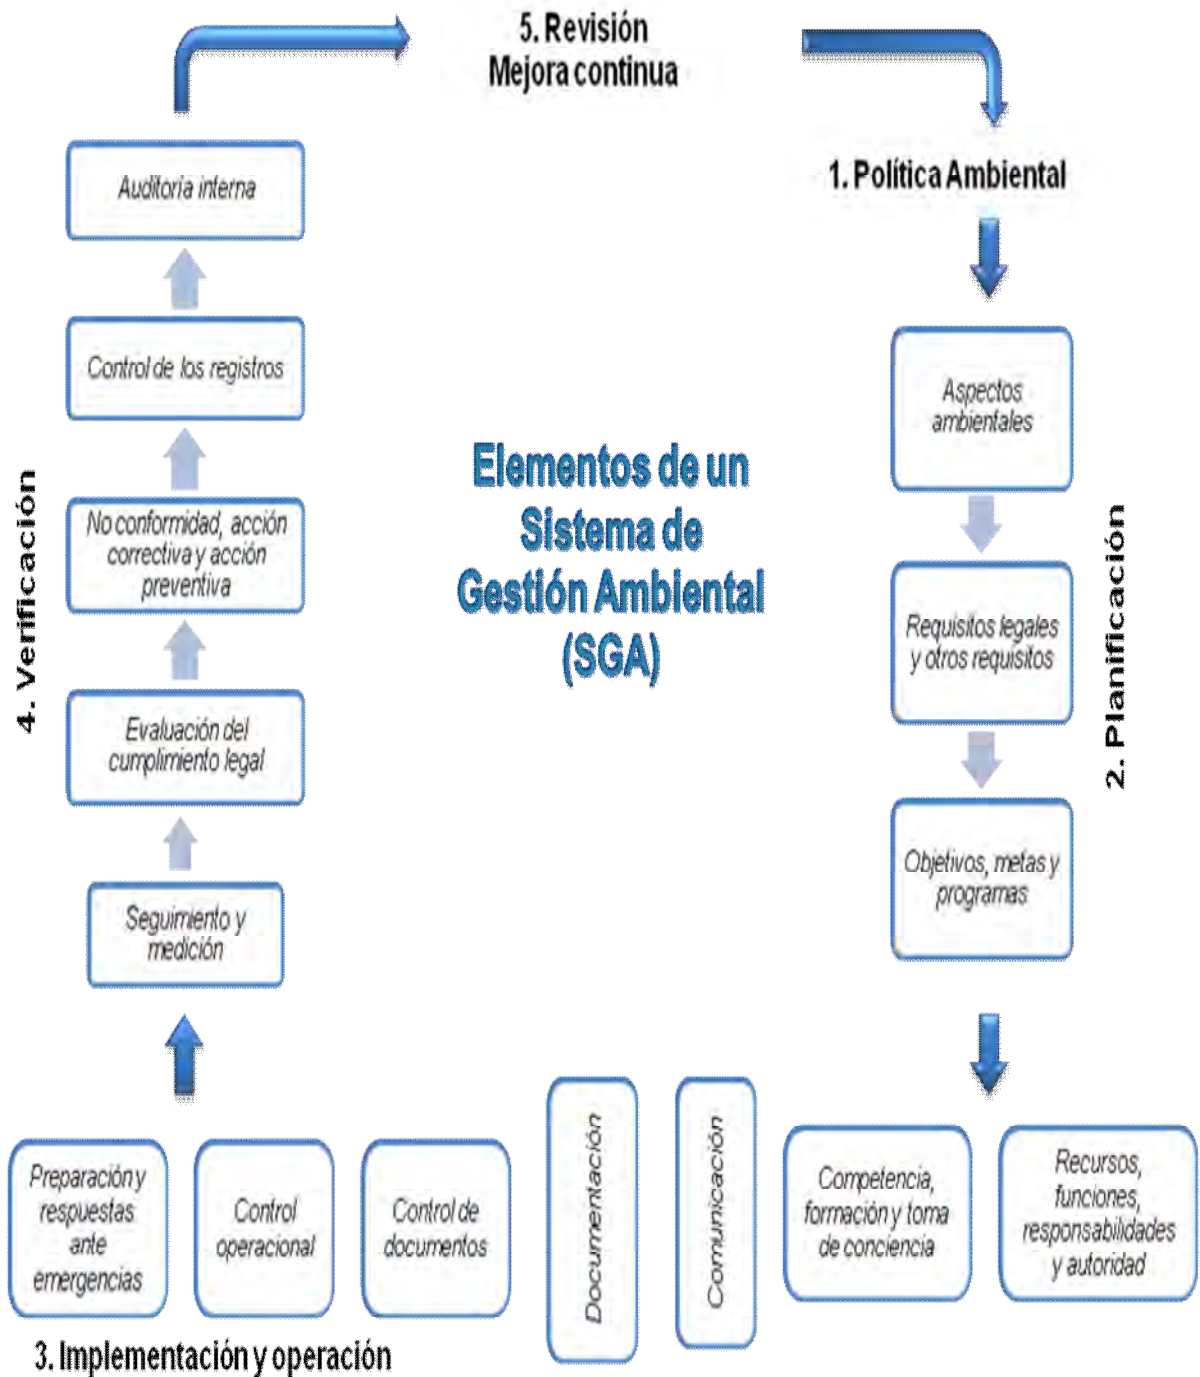 5. Revisión
Mejora continua
1. Política Ambiental
Aspectos
ambientales
Requisitos legales
y otros requisitos
Objetivos, metas y
programas
2. Planificación
Recursos,
funciones,
responsabilidades
y autoridad
Competencia,
formación y toma
de conciencia
Comunicación
Documentación
Control de
documentos
Control
operacional
Preparación y
respuestas
ante
emergencias
3. Implementación y operación
Seguimiento y
medición
Evaluación del
cumplimiento legal
No conformidad, acción
correctiva y acción
preventiva
Control de los registros
Auditoría interna
4. Verificación
Elementos de un
Sistema de
Gestión Ambiental
(SGA)